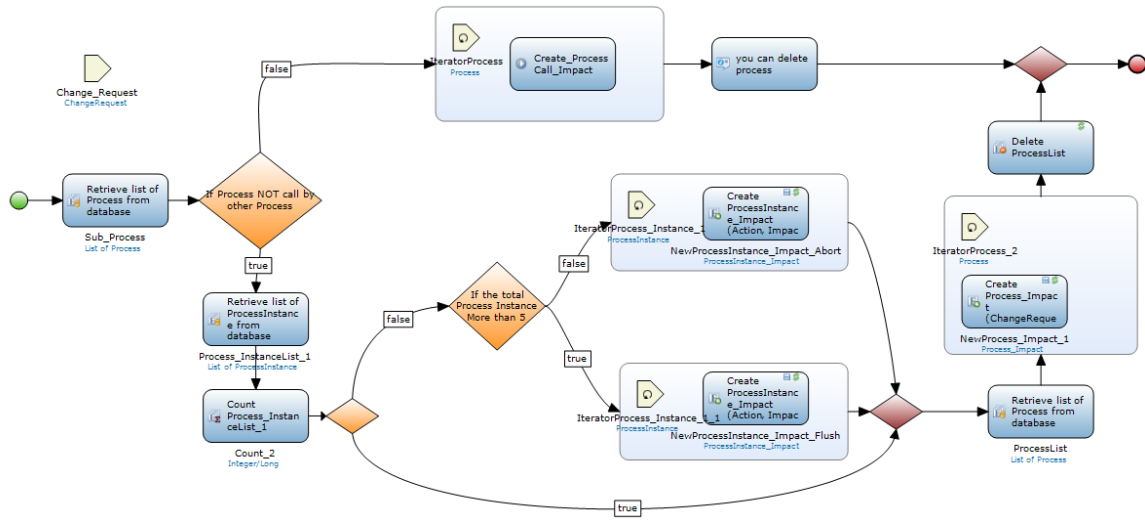 Change_Request
ChangeRequest
false
IteratorProcess
Process
Create_Process
Call_Impact
you can delete
process
Retrieve list of
Process from
database
Sub_Process
List of Process
If Process NOT call by
other Process
true
Retrieve list of
ProcessInstanc
e from
database
Process_InstanceList_1
List of ProcessInstance
Count
Process_Instan
ceList_1
Count_2
Integer/Long
false
If the total
Process Instance
More than 5
false
true
IteratorProcess_Instance_1
ProcessInstance
Create
ProcessInstanc
e_Impact
(Action, Impac
NewProcessInstance_Impact_Abort
ProcessInstance_Impact
IteratorProcess_Instance_1_1
ProcessInstance
Create
ProcessInstanc
e_Impact
(Action, Impac
NewProcessInstance_Impact_Flush
ProcessInstance_Impact
true
Delete
ProcessList
IteratorProcess_2
Process
Create
Process_Impac
t
(ChangeReque
NewProcess_Impact_1
Process_Impact
Retrieve list of
Process from
database
ProcessList
List of Process